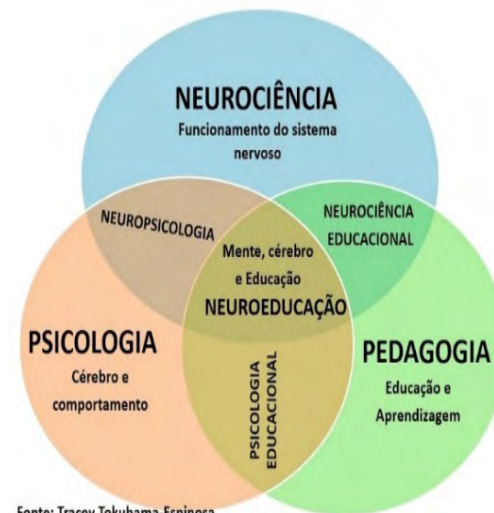 NEUROCIÊNCIA
Funcionamento do sistema
nervoso
NEUROPSICOLOGIA
NEUROCIÊNCIA
EDUCACIONAL
Mente, cérebro
e Educação
NEUROEDUCAÇÃO
PSICOLOGIA
Cérebro e
comportamento
PSICOLOGIA
EDUCACIONAL
PEDAGOGIA
Educação e
Aprendizagem
Fonte: Tracey Tokuhama-Espinosa